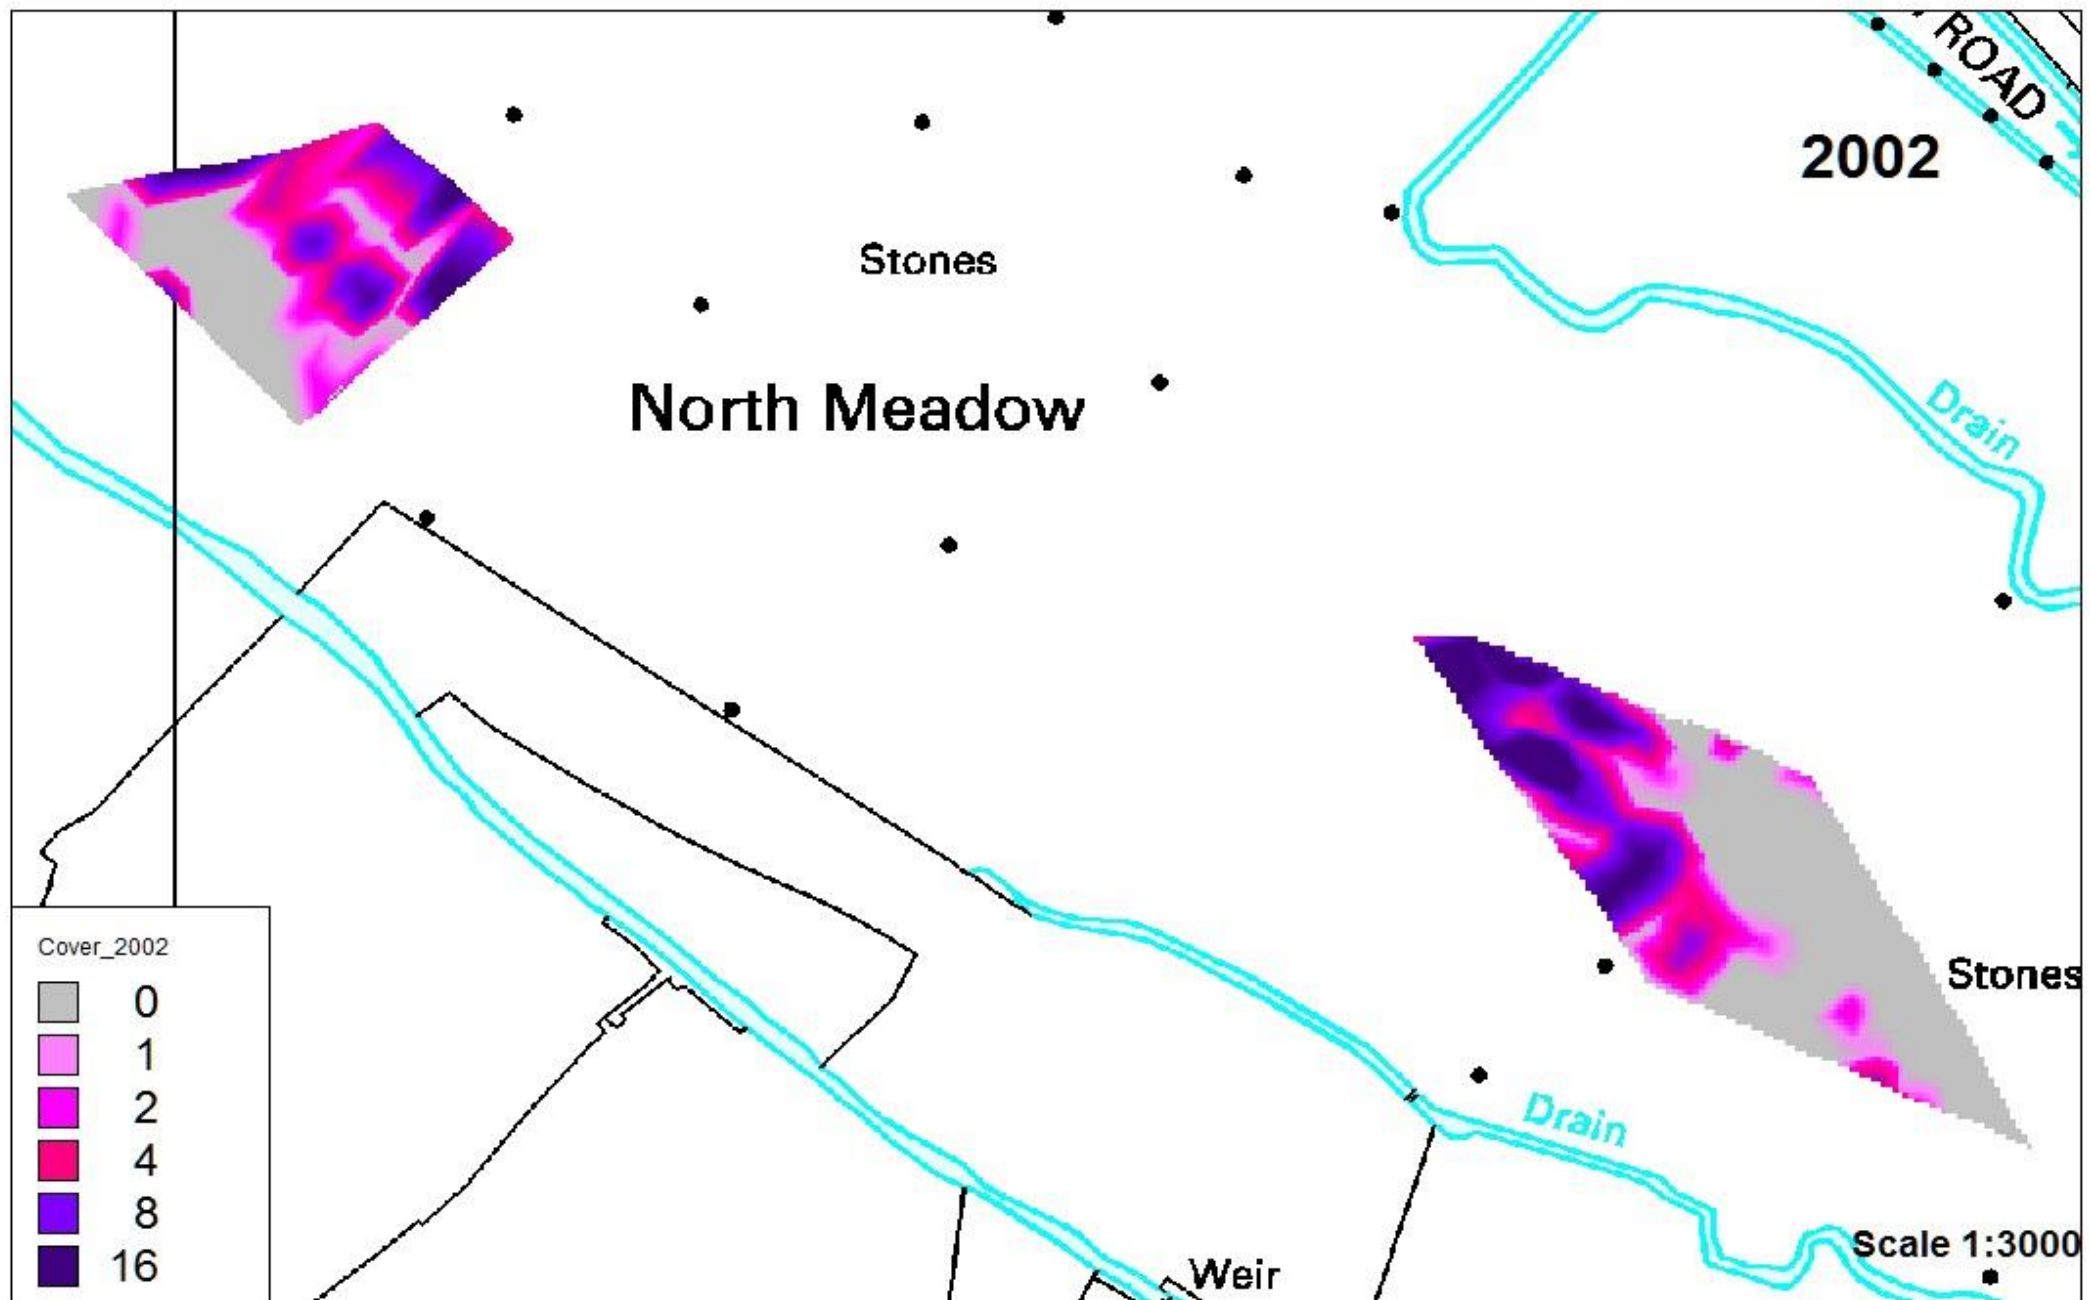 ROAD
2002
Stones
North Meadow
Drain
Stones
Cover_2002
0
1
2
4
8
16
Drain
Scale 1:3000
Weir